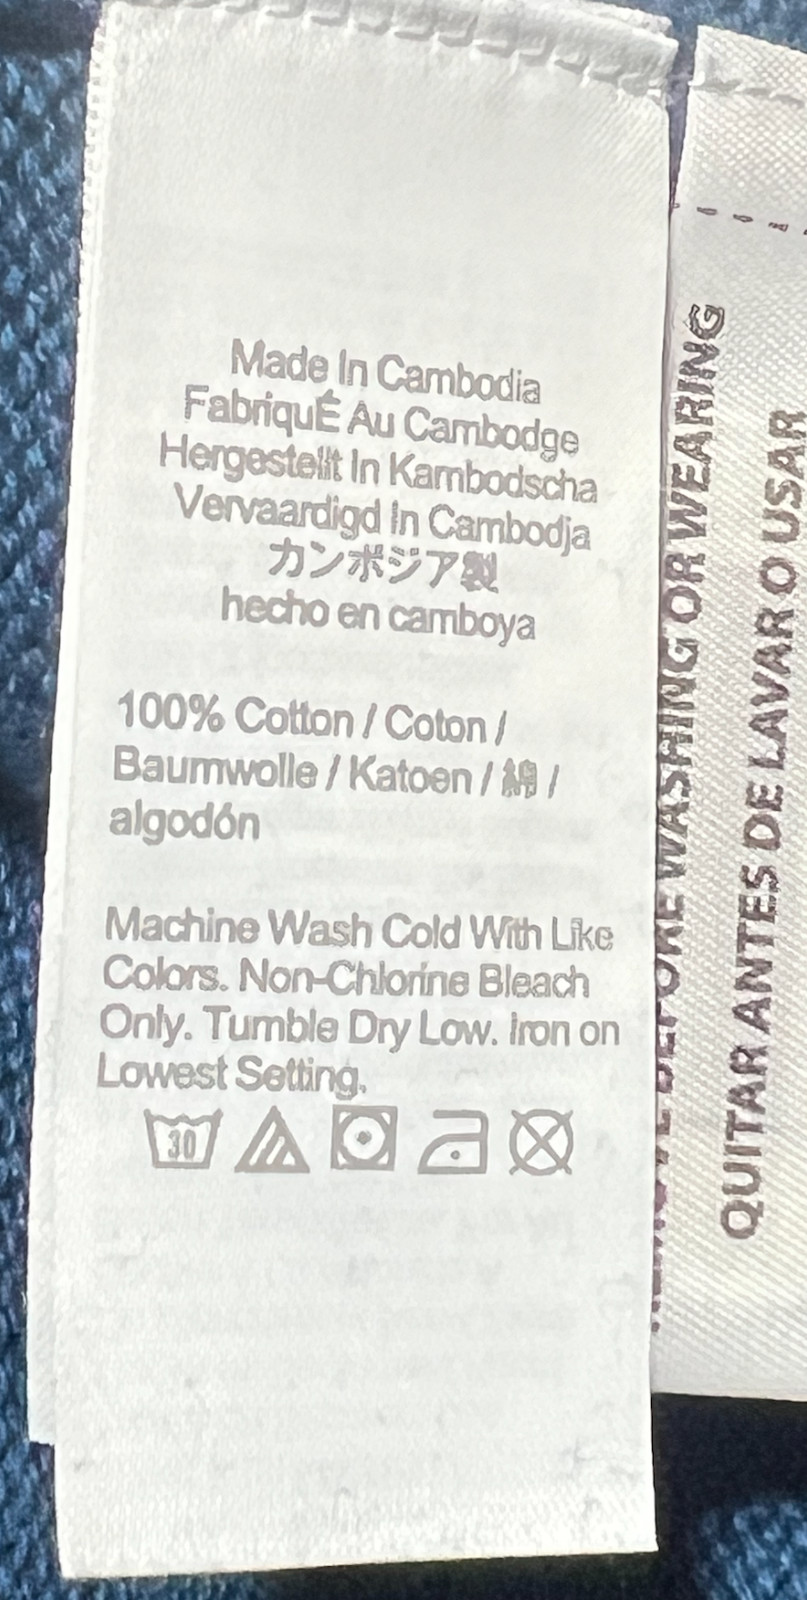 Made In Cambodia
FabriquÉ Au Cambodge
Hergestellt In Kambodscha
Vervaardigd In Cambodja
カンボジア製
hecho en camboya
100% Cotton / Coton /
Baumwolle / Katoen / 綿 /
algodón
Machine Wash Cold With Like
Colors. Non-Chlorine Bleach
Only. Tumble Dry Low. Iron on
Lowest Setting.
30
BEFORE WASHING OR WEARING
QUITAR ANTES DE LAVAR O USAR